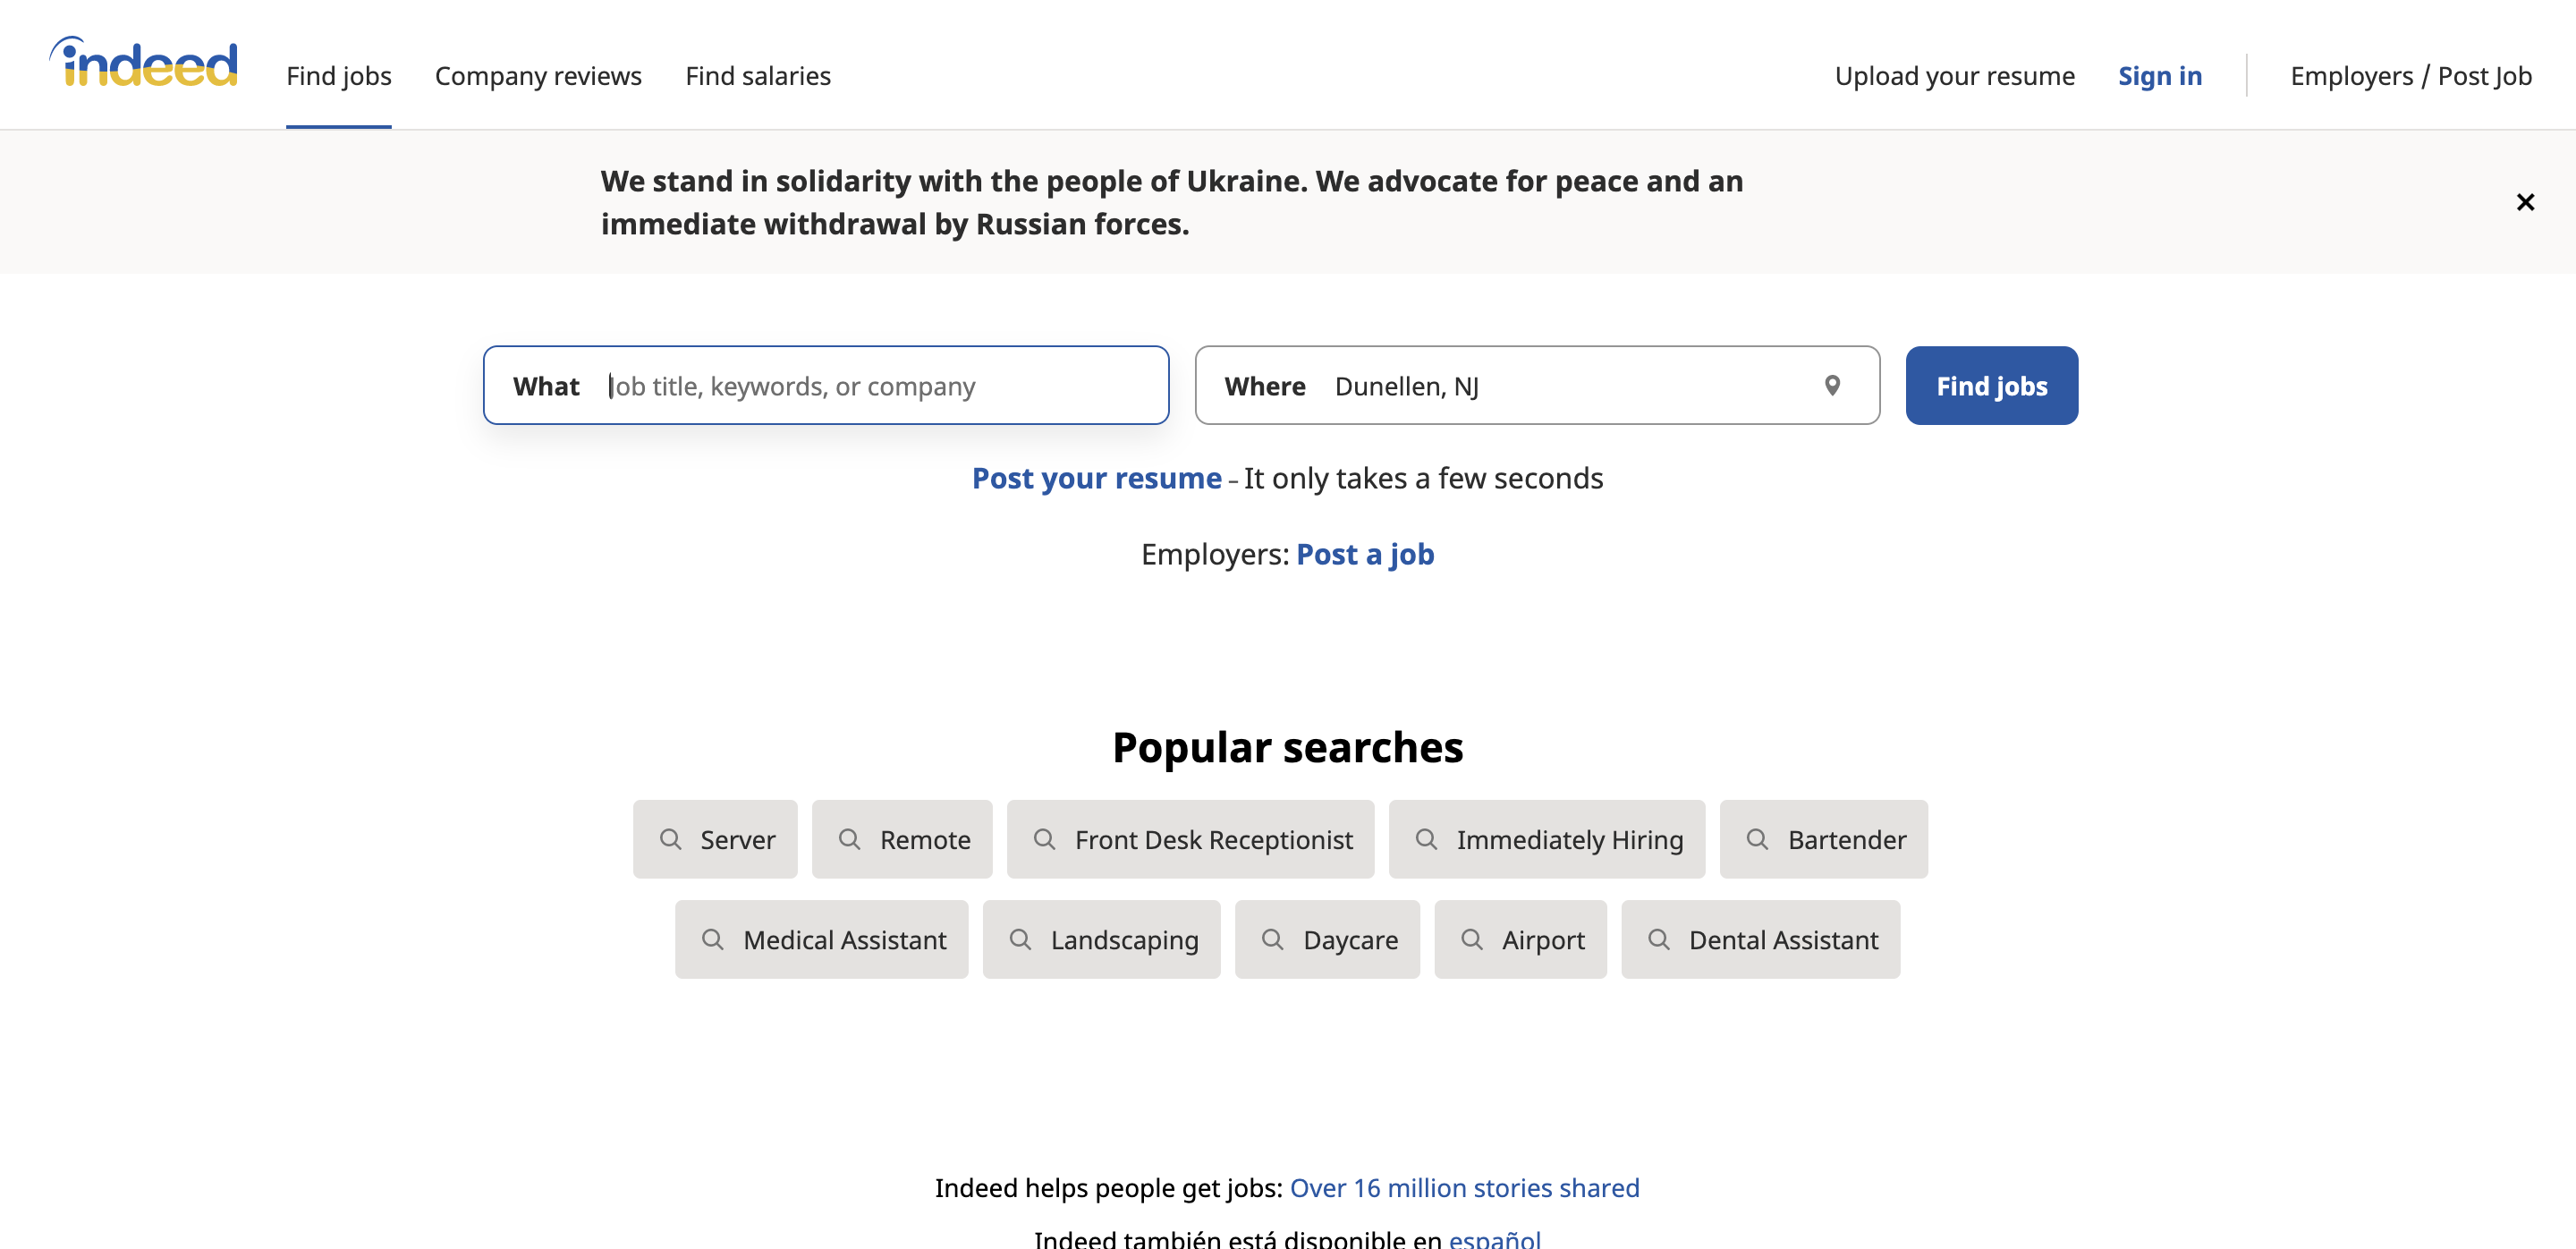 indeed
Find jobs
Company reviews
Find salaries
Upload your resume
Sign in
Employers / Post Job
We stand in solidarity with the people of Ukraine. We advocate for peace and an
immediate withdrawal by Russian forces.
What Job title, keywords, or company
Where Dunellen, NJ
Find jobs
Post your resume – It only takes a few seconds
Employers: Post a job
Popular searches
Server
Remote
Front Desk Receptionist
Immediately Hiring
Bartender
Medical Assistant
Landscaping
Daycare
Airport
Dental Assistant
Indeed helps people get jobs: Over 16 million stories shared
Indeed también está disponible en español